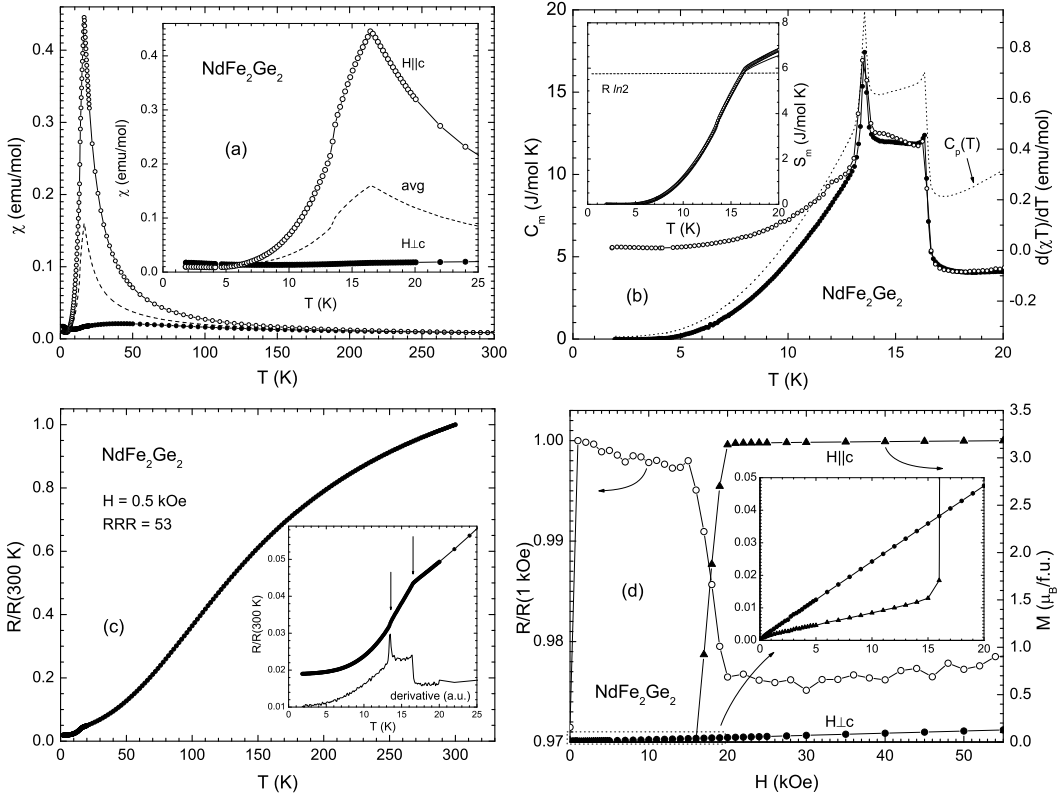 χ (emu/mol)
0.4
0.3
0.2
0.1
0.0
0 50 100 150 200 250 300
T (K)
NdFe2Ge2
(a)
H||c
avg
H⊥c
χ (emu/mol)
0.4
0.3
0.2
0.1
0.0
0 5 10 15 20 25
T (K)
C_m (J/mol K)
20
15
10
5
0
0 5 10 15 20
T (K)
d(χT)/dT (emu/mol)
0.8
0.6
0.4
0.2
0.0
-0.2
C_p(T)
(b)
NdFe2Ge2
R ln2
S_m (J/mol K)
8
6
4
2
0
0 5 10 15 20
T (K)
R/R(300 K)
1.0
0.8
0.6
0.4
0.2
0.0
0 50 100 150 200 250 300
T (K)
NdFe2Ge2
H = 0.5 kOe
RRR = 53
(c)
R/R(300 K)
0.07
0.06
0.05
0.04
0.03
0.02
0.01
0 5 10 15 20 25
derivative (a.u.)
T (K)
R/R(1 kOe)
1.00
0.99
0.98
0.97
0 10 20 30 40 50
H (kOe)
M (μB/f.u.)
3.5
3.0
2.5
2.0
1.5
1.0
0.5
0.0
H||c
(d)
NdFe2Ge2
H⊥c
0.05
0.04
0.03
0.02
0.01
0.00
0 5 10 15 20